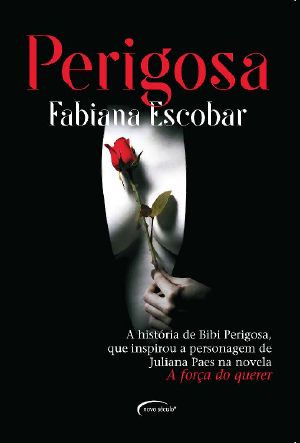 Perigosa
Fabiana Escobar
A história de Bibi Perigosa,
que inspirou a personagem de
Juliana Paes na novela
A força do querer
novo século®